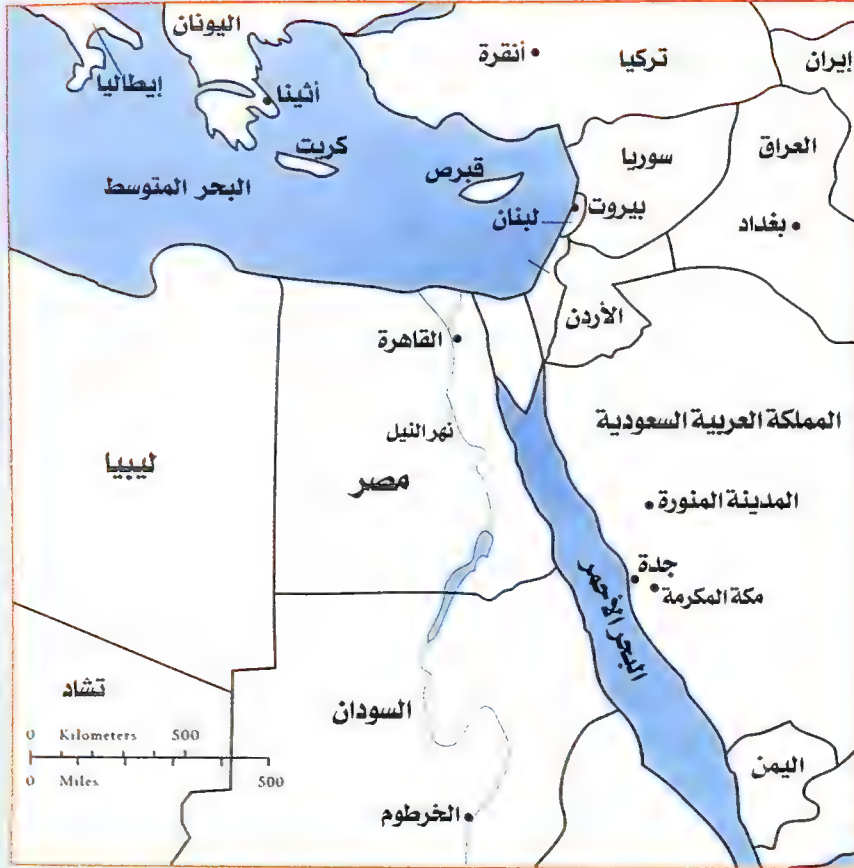 اليونان
إيطاليا
أثينا
أنقرة
تركيا
إيران
كريت
قبرص
سوريا
العراق
البحر المتوسط
لبنان
بيروت
بغداد
الأردن
القاهرة
نهر النيل
المملكة العربية السعودية
ليبيا
مصر
المدينة المنورة
جدة
مكة المكرمة
البحر الأحمر
تشاد
السودان
0 Kilometers 500
0 Miles 500
اليمن
الخرطوم